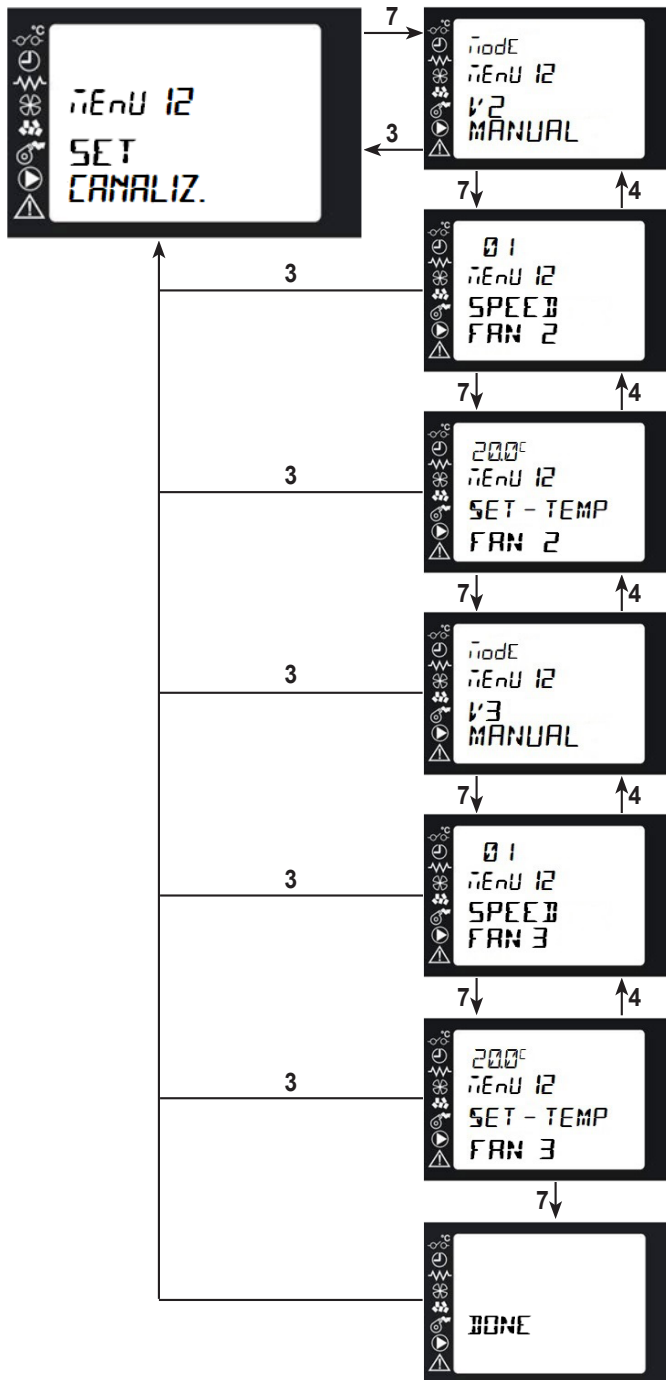 °C
MENU 12
SET
CANALIZ.
7
3
°C
MODE
MENU 12
V2
MANUAL
7
4
3
°C
01
MENU 12
SPEED
FAN 2
7
4
3
°C
20.0°C
MENU 12
SET - TEMP
FAN 2
7
4
3
°C
MODE
MENU 12
V3
MANUAL
7
4
3
°C
01
MENU 12
SPEED
FAN 3
7
4
3
°C
20.0°C
MENU 12
SET - TEMP
FAN 3
7
°C
DONE